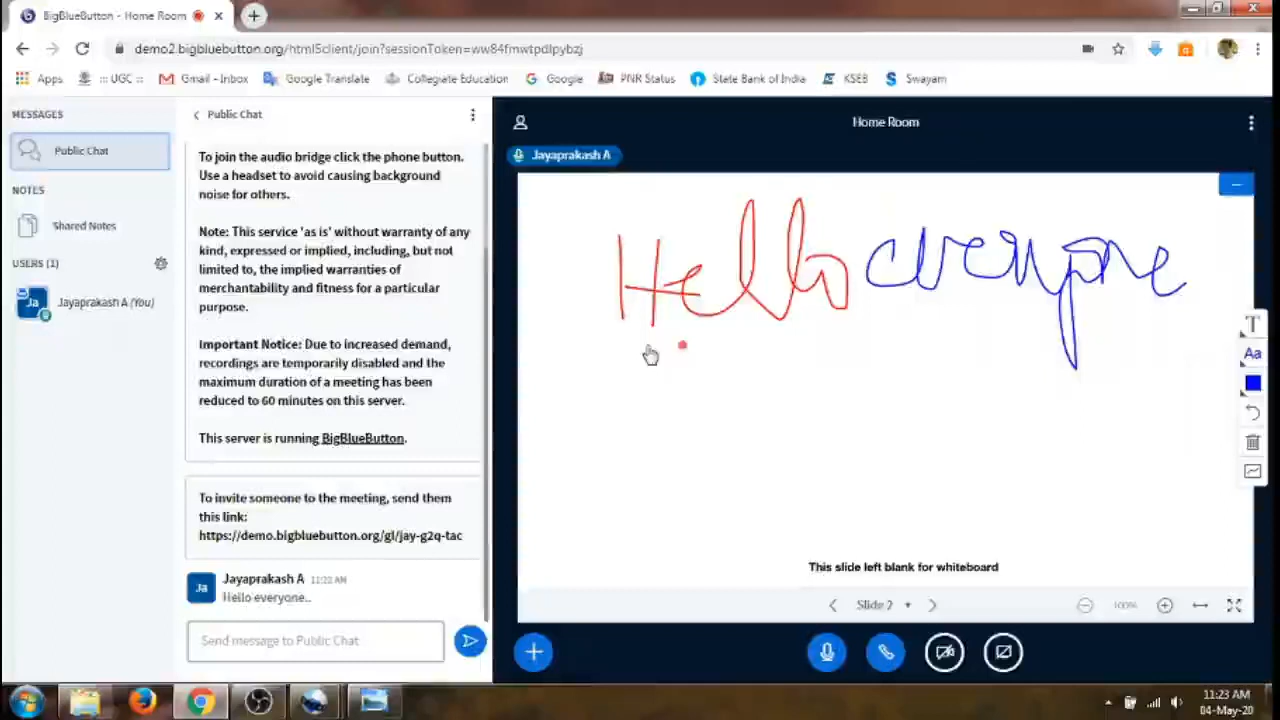 BigBlueButton - Home Room
demo2.bigbluebutton.org/html5client/join?sessionToken=ww84fmwtpdlpybzj
Apps
::: UGC ::
Gmail - Inbox
Google Translate
Collegiate Education
Google
PNR Status
State Bank of India
KSEB
Swayam
MESSAGES
Public Chat
NOTES
Shared Notes
USERS (1)
Ja
Jayaprakash A (You)
Public Chat
To join the audio bridge click the phone button.
Use a headset to avoid causing background
noise for others.
Note: This service 'as is' without warranty of any
kind, expressed or implied, including, but not
limited to, the implied warranties of
merchantability and fitness for a particular
purpose.
Important Notice: Due to increased demand,
recordings are temporarily disabled and the
maximum duration of a meeting has been
reduced to 60 minutes on this server.
This server is running BigBlueButton.
To invite someone to the meeting, send them
this link:
https://demo.bigbluebutton.org/gl/jay-g2q-tac
Ja
Jayaprakash A 11:22 AM
Hello everyone..
Send message to Public Chat
Home Room
Jayaprakash A
Hello everyone
T
Aa
This slide left blank for whiteboard
Slide 2
100%
11:23 AM
04-May-20